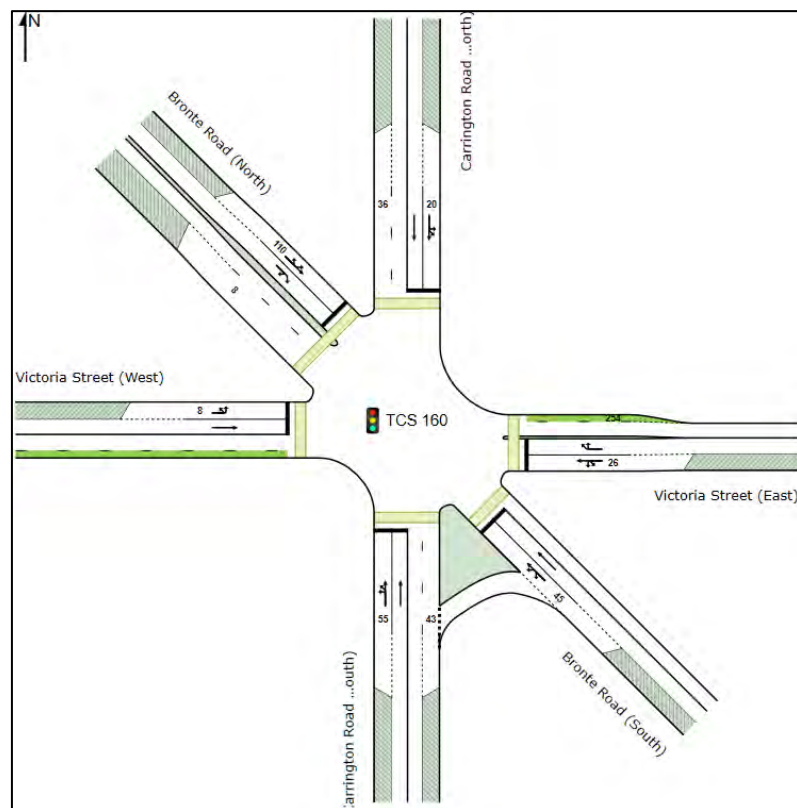 N
Bronte Road (North)
Carrington Road ...orth)
36
20
110
8
Victoria Street (West)
8
TCS 160
254
26
Victoria Street (East)
55
43
45
Carrington Road ...outh)
Bronte Road (South)